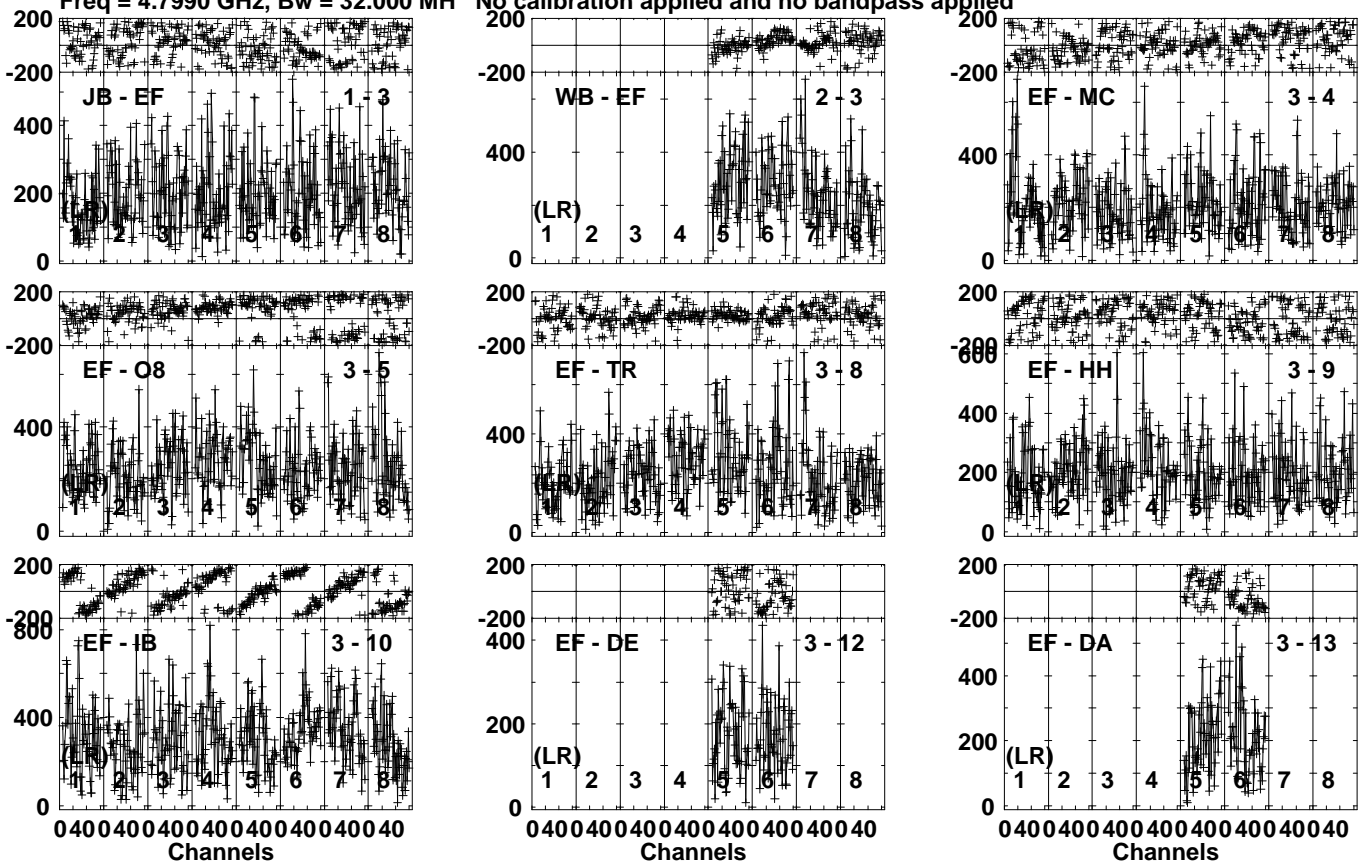 Freq = 4.7990 GHz, Bw = 32.000 MH No calibration applied and no bandpass applied
200
-200
JB - EF 1 - 3
400
200
0
(LR)
1 2 3 4 5 6 7 8
200
-200
WB - EF 2 - 3
400
0
(LR)
1 2 3 4 5 6 7 8
200
-200
EF - MC 3 - 4
400
0
(LR)
1 2 3 4 5 6 7 8
200
-200
EF - O8 3 - 5
400
0
(LR)
1 2 3 4 5 6 7 8
200
-200
EF - TR 3 - 8
400
0
(LR)
1 2 3 4 5 6 7 8
200
-200
600
EF - HH 3 - 9
400
200
0
(LR)
1 2 3 4 5 6 7 8
200
-200
800
EF - IB 3 - 10
400
0
(LR)
1 2 3 4 5 6 7 8
0 40 0 40 0 40 0 40 0 40 0 40 0 40 0 40
Channels
200
-200
EF - DE 3 - 12
400
200
0
(LR)
1 2 3 4 5 6 7 8
0 40 0 40 0 40 0 40 0 40 0 40 0 40 0 40
Channels
200
-200
EF - DA 3 - 13
400
200
0
(LR)
1 2 3 4 5 6 7 8
0 40 0 40 0 40 0 40 0 40 0 40 0 40 0 40
Channels